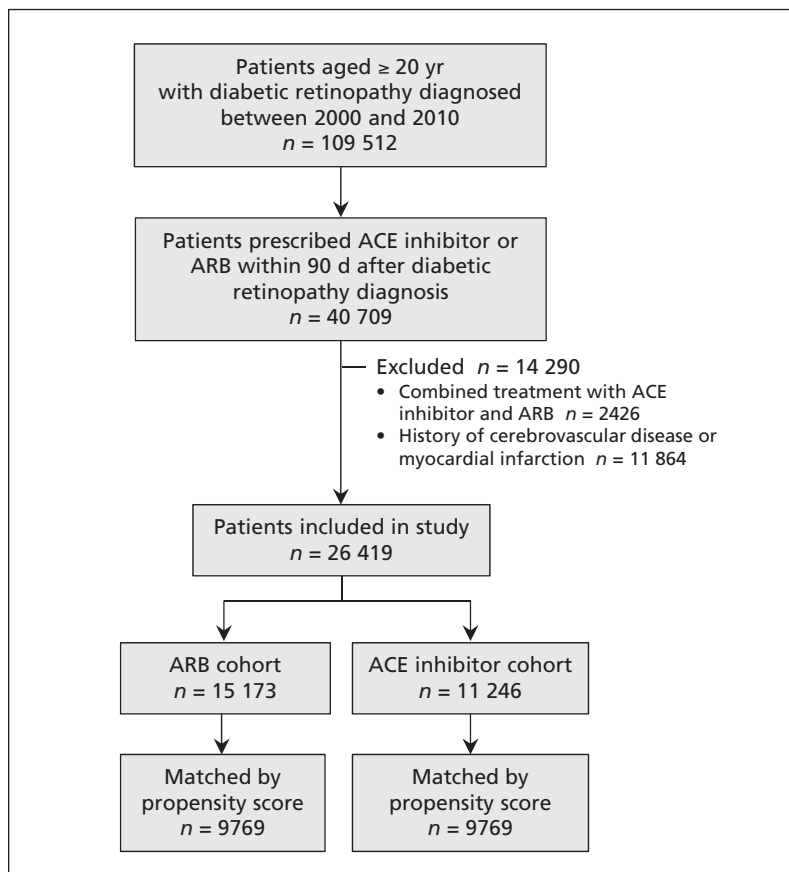 Patients aged ≥ 20 yr
with diabetic retinopathy diagnosed
between 2000 and 2010
n = 109 512
Patients prescribed ACE inhibitor or
ARB within 90 d after diabetic
retinopathy diagnosis
n = 40 709
Excluded n = 14 290
• Combined treatment with ACE
inhibitor and ARB n = 2426
• History of cerebrovascular disease or
myocardial infarction n = 11 864
Patients included in study
n = 26 419
ARB cohort
n = 15 173
ACE inhibitor cohort
n = 11 246
Matched by
propensity score
n = 9769
Matched by
propensity score
n = 9769